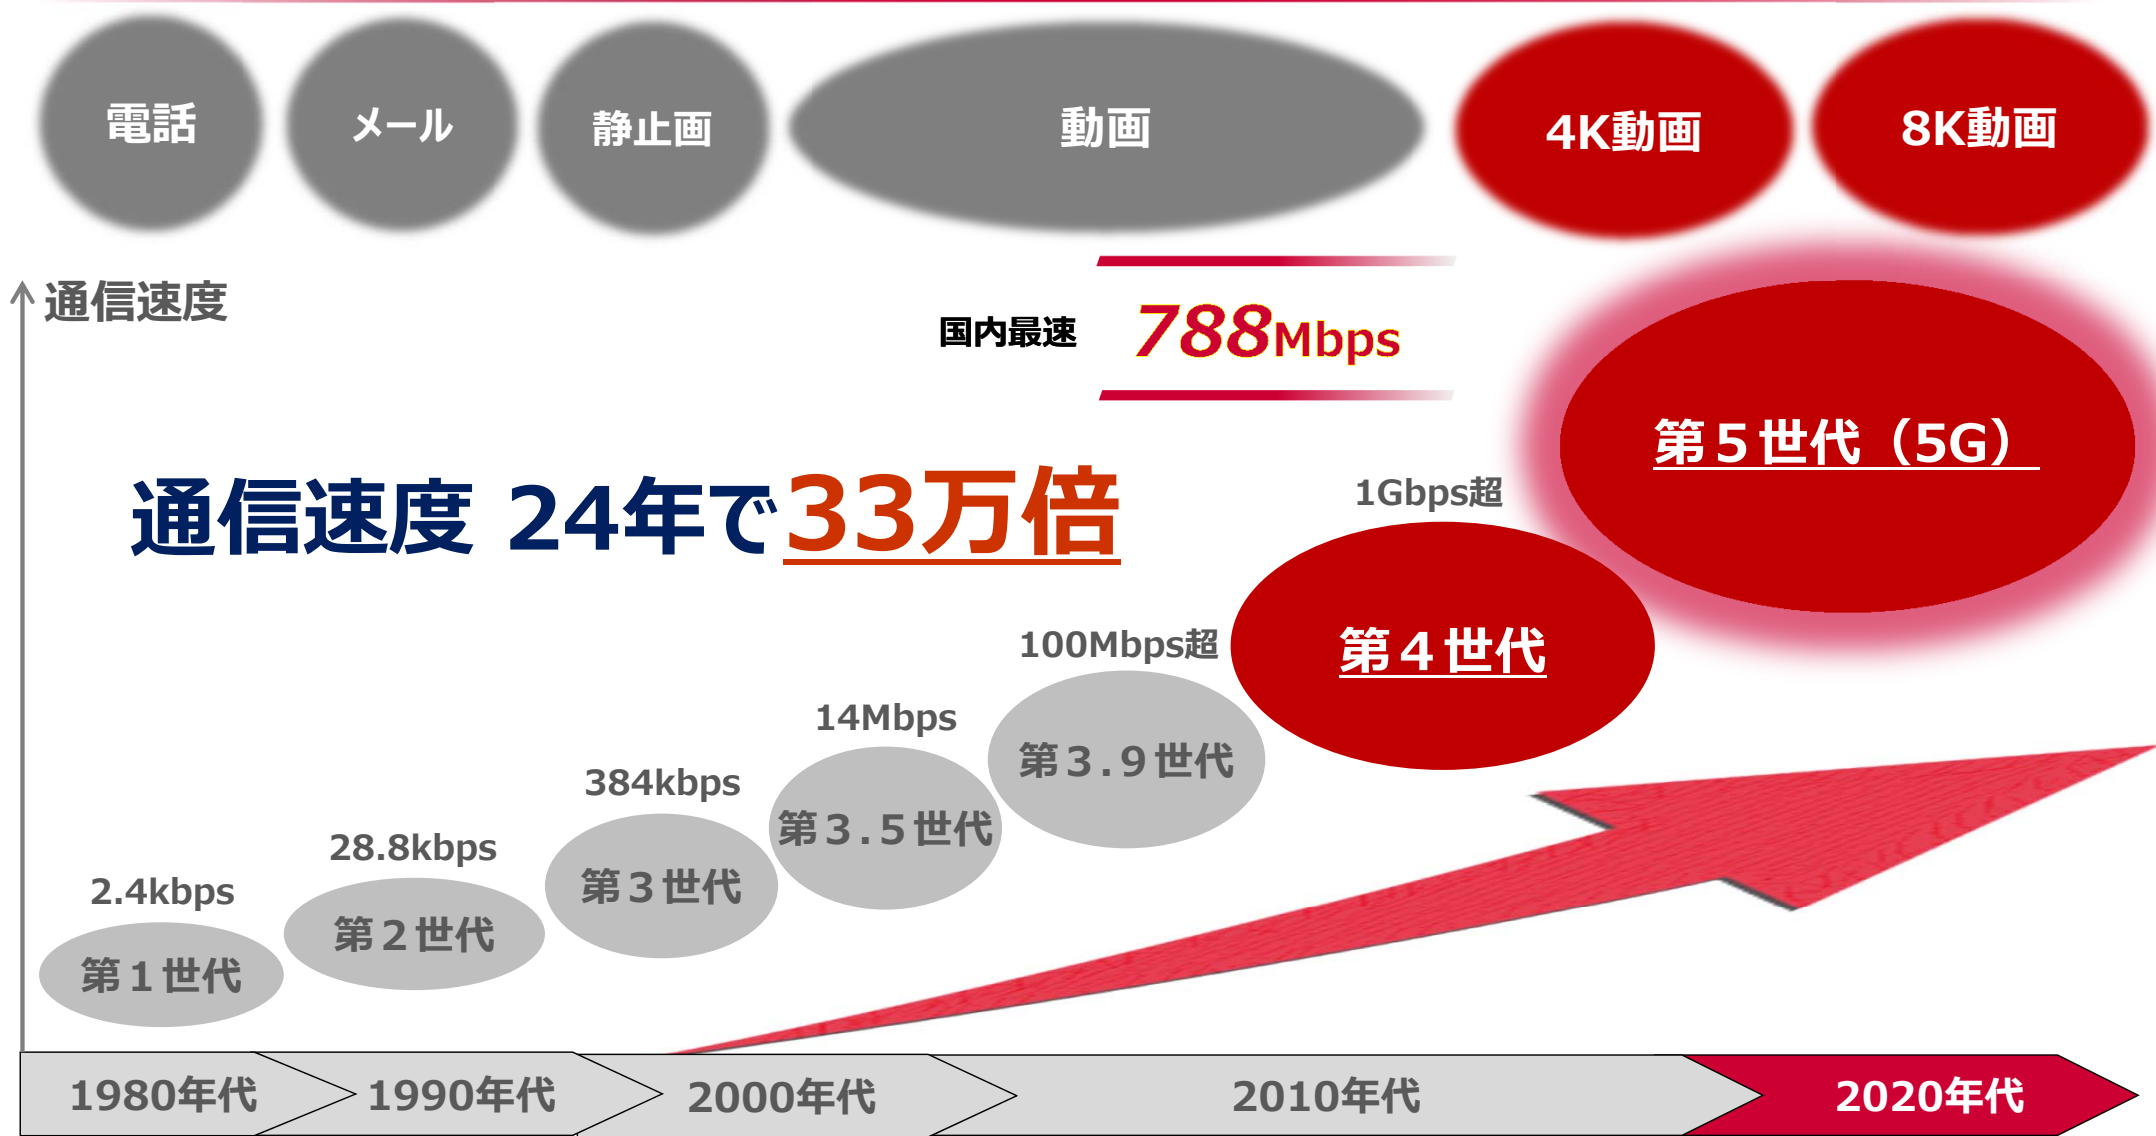 電話 メール 静止画 動画 4K動画 8K動画
通信速度
国内最速 788Mbps
第５世代（5G）
通信速度 24年で33万倍
1Gbps超
第４世代
100Mbps超
第３.９世代
14Mbps
第３.５世代
384kbps
第３世代
28.8kbps
第２世代
2.4kbps
第１世代
1980年代 1990年代 2000年代 2010年代 2020年代